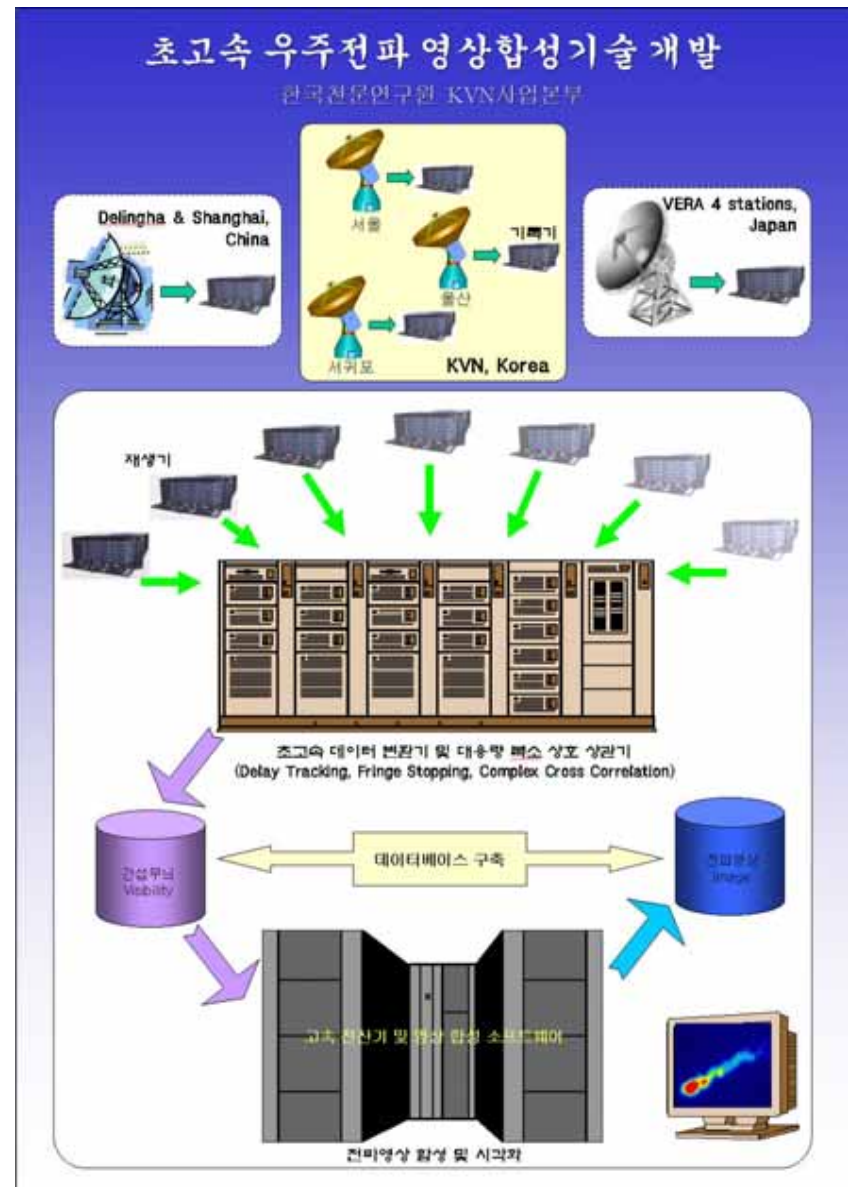 초고속 우주전파 영상합성기술 개발
한국천문연구원 KVN사업본부
Delingha & Shanghai,
China
서울
기록기
울산
서귀포
KVN, Korea
VERA 4 stations,
Japan
재생기
초고속 데이터 변환기 및 대용량 복소 상호 상관기
(Delay Tracking, Fringe Stopping, Complex Cross Correlation)
간섭무늬
Visibility
데이터베이스 구축
전파영상
Image
고속 전산기 및 영상 합성 소프트웨어
전파영상 합성 및 시각화